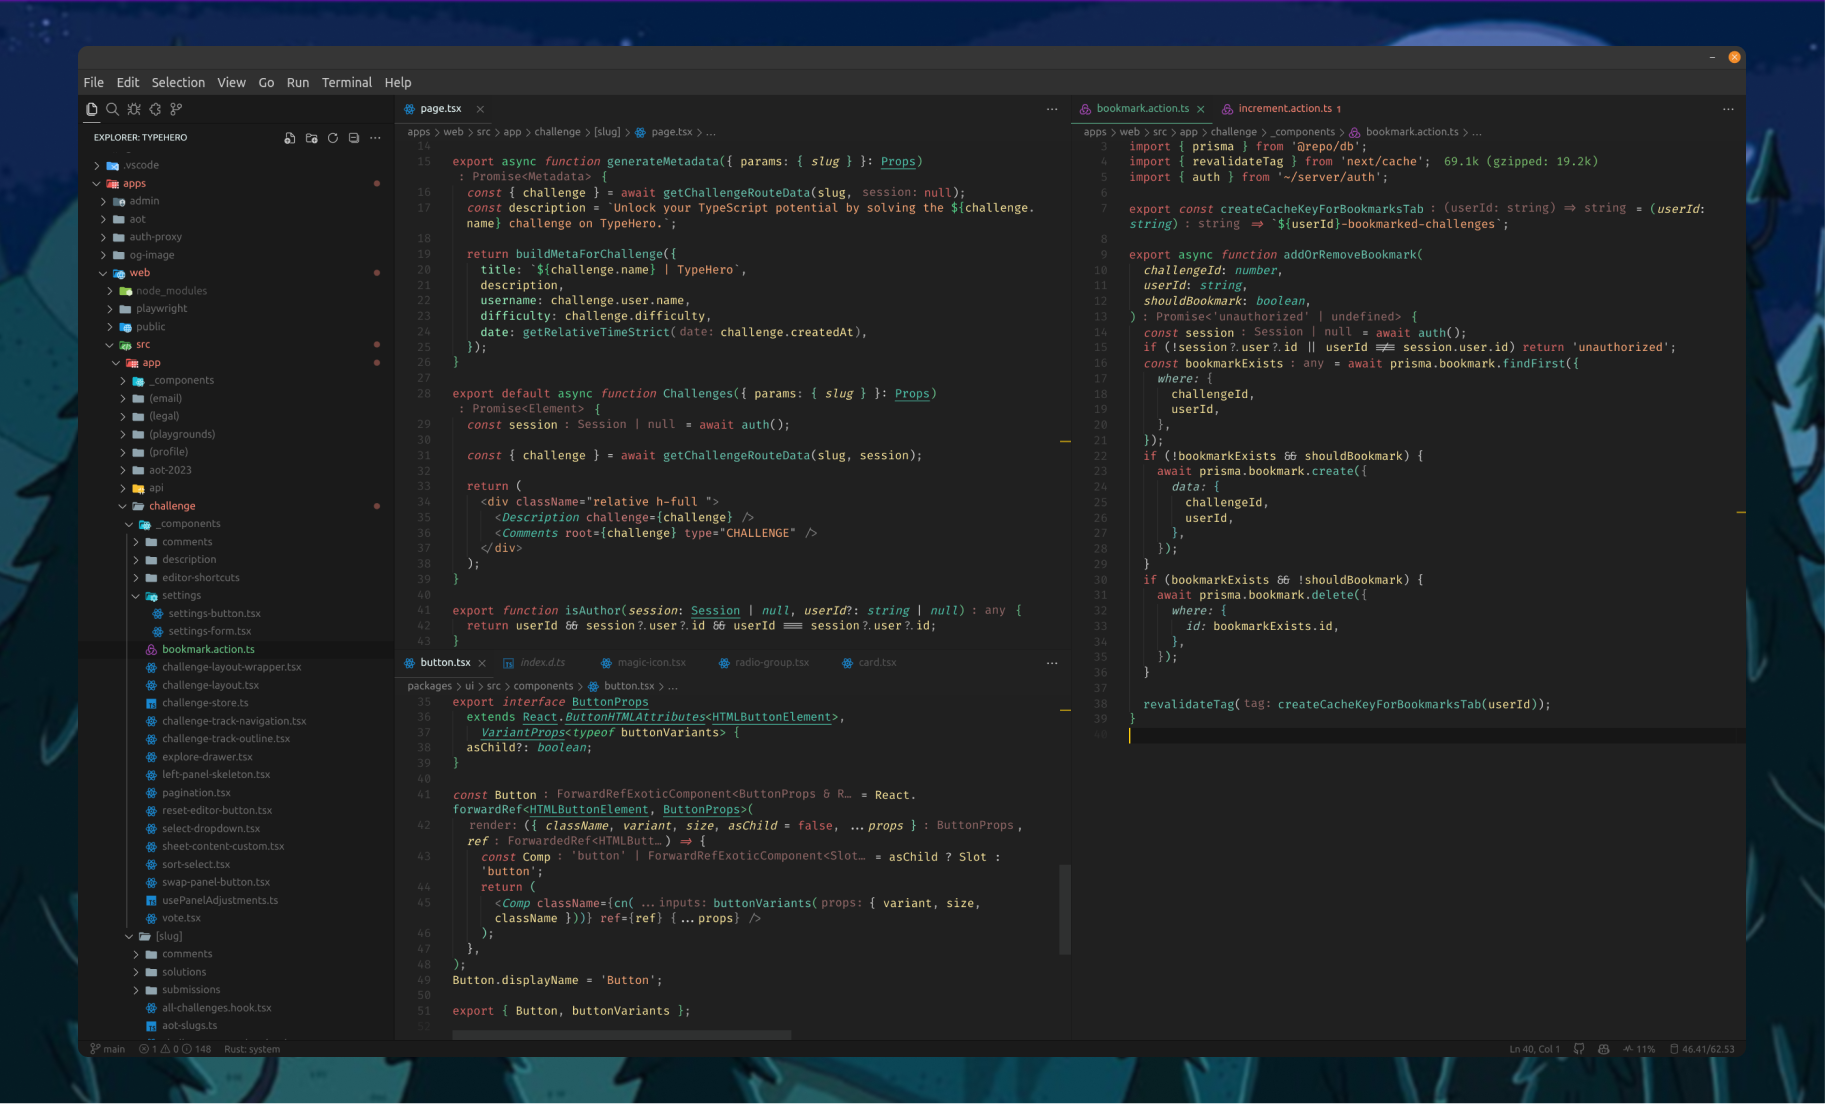 File Edit Selection View Go Run Terminal Help
EXPLORER: TYPEHERO
.vscode
apps
admin
aot
auth-proxy
og-image
web
node_modules
playwright
public
src
app
_components
(email)
(legal)
(playgrounds)
(profile)
aot-2023
api
challenge
_components
comments
description
editor-shortcuts
settings
settings-button.tsx
settings-form.tsx
bookmark.action.ts
challenge-layout-wrapper.tsx
challenge-layout.tsx
challenge-store.ts
challenge-track-navigation.tsx
challenge-track-outline.tsx
explore-drawer.tsx
left-panel-skeleton.tsx
pagination.tsx
reset-editor-button.tsx
select-dropdown.tsx
sheet-content-custom.tsx
sort-select.tsx
swap-panel-button.tsx
usePanelAdjustments.ts
vote.tsx
[slug]
comments
solutions
submissions
all-challenges.hook.tsx
aot-slugs.ts
page.tsx
apps > web > src > app > challenge > [slug] > page.tsx > ...
14
15 export async function generateMetadata({ params: { slug } }: Props)
: Promise<Metadata> {
16 const { challenge } = await getChallengeRouteData(slug, session: null);
17 const description = `Unlock your TypeScript potential by solving the ${challenge.
name} challenge on TypeHero.`;
18
19 return buildMetaForChallenge({
20 title: `${challenge.name} | TypeHero`,
21 description,
22 username: challenge.user.name,
23 difficulty: challenge.difficulty,
24 date: getRelativeTimeStrict(date: challenge.createdAt),
25 });
26 }
27
28 export default async function Challenges({ params: { slug } }: Props)
: Promise<Element> {
29 const session: Session | null = await auth();
30
31 const { challenge } = await getChallengeRouteData(slug, session);
32
33 return (
34 <div className="relative h-full ">
35 <Description challenge={challenge} />
36 <Comments root={challenge} type="CHALLENGE" />
37 </div>
38 );
39 }
40
41 export function isAuthor(session: Session | null, userId?: string | null): any {
42 return userId && session?.user?.id && userId === session?.user?.id;
43 }
button.tsx index.d.ts magic-icon.tsx radio-group.tsx card.tsx
packages > ui > src > components > button.tsx > ...
35 export interface ButtonProps
36 extends React.ButtonHTMLAttributes<HTMLButtonElement>,
37 VariantProps<typeof buttonVariants> {
38 asChild?: boolean;
39 }
40
41 const Button: ForwardRefExoticComponent<ButtonProps & R… = React.
forwardRef<HTMLButtonElement, ButtonProps>(
42 render: ({ className, variant, size, asChild = false, ...props }: ButtonProps,
ref: ForwardedRef<HTMLButt…) => {
43 const Comp: 'button' | ForwardRefExoticComponent<Slot… = asChild ? Slot :
'button';
44 return (
45 <Comp className={cn( ...inputs: buttonVariants(props: { variant, size,
className }))} ref={ref} {...props} />
46 );
47 },
48 );
49 Button.displayName = 'Button';
50
51 export { Button, buttonVariants };
52
bookmark.action.ts increment.action.ts 1
apps > web > src > app > challenge > _components > bookmark.action.ts > ...
3 import { prisma } from '@repo/db';
4 import { revalidateTag } from 'next/cache'; 69.1k (gzipped: 19.2k)
5 import { auth } from '~/server/auth';
6
7 export const createCacheKeyForBookmarksTab: (userId: string) => string = (userId:
string): string => `${userId}-bookmarked-challenges`;
8
9 export async function addOrRemoveBookmark(
10 challengeId: number,
11 userId: string,
12 shouldBookmark: boolean,
13 ): Promise<'unauthorized' | undefined> {
14 const session: Session | null = await auth();
15 if (!session?.user?.id || userId !== session.user.id) return 'unauthorized';
16 const bookmarkExists: any = await prisma.bookmark.findFirst({
17 where: {
18 challengeId,
19 userId,
20 },
21 });
22 if (!bookmarkExists && shouldBookmark) {
23 await prisma.bookmark.create({
24 data: {
25 challengeId,
26 userId,
27 },
28 });
29 }
30 if (bookmarkExists && !shouldBookmark) {
31 await prisma.bookmark.delete({
32 where: {
33 id: bookmarkExists.id,
34 },
35 });
36 }
37
38 revalidateTag(tag: createCacheKeyForBookmarksTab(userId));
39 }
40
main 1 0 148 Rust: system
Ln 40, Col 1 11% 46.41/62.53